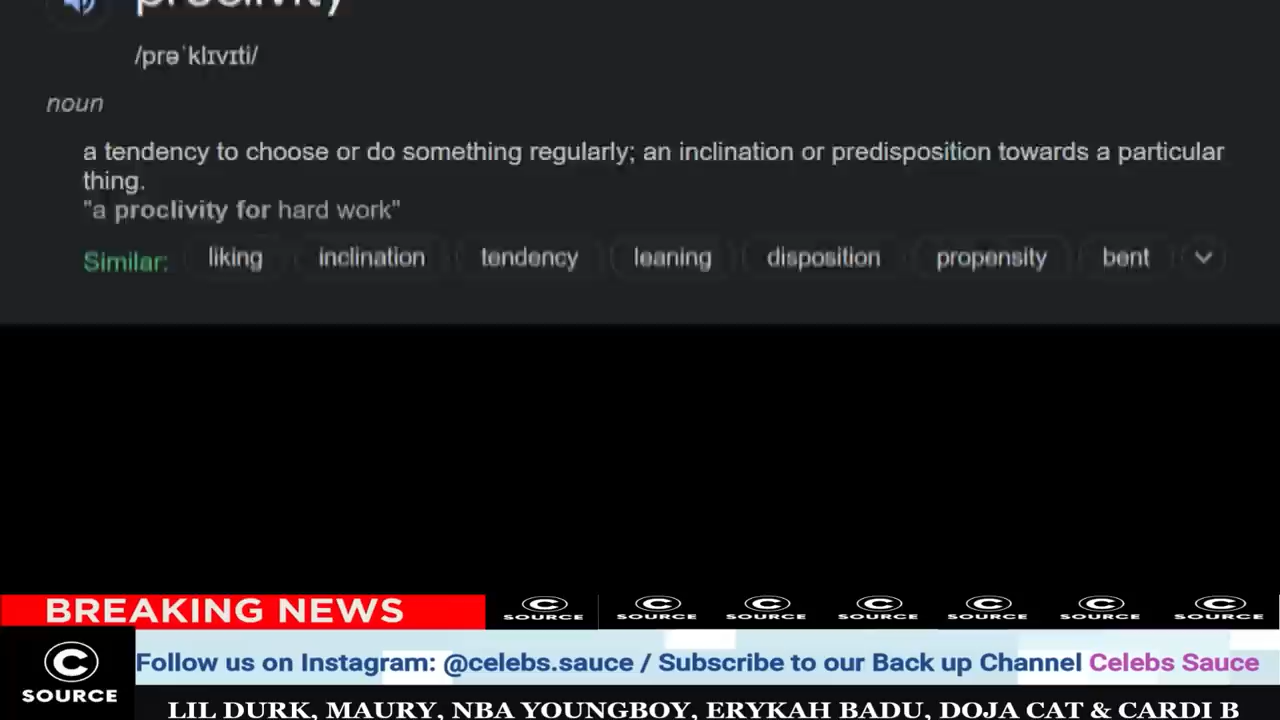 proclivity
/prəˈklɪvɪti/
noun
a tendency to choose or do something regularly; an inclination or predisposition towards a particular
thing.
"a proclivity for hard work"
Similar: liking inclination tendency leaning disposition propensity bent
BREAKING NEWS C SOURCE C SOURCE C SOURCE C SOURCE C SOURCE C SOURCE C SOURCE
C SOURCE
Follow us on Instagram: @celebs.sauce / Subscribe to our Back up Channel Celebs Sauce
LIL DURK, MAURY, NBA YOUNGBOY, ERYKAH BADU, DOJA CAT & CARDI B